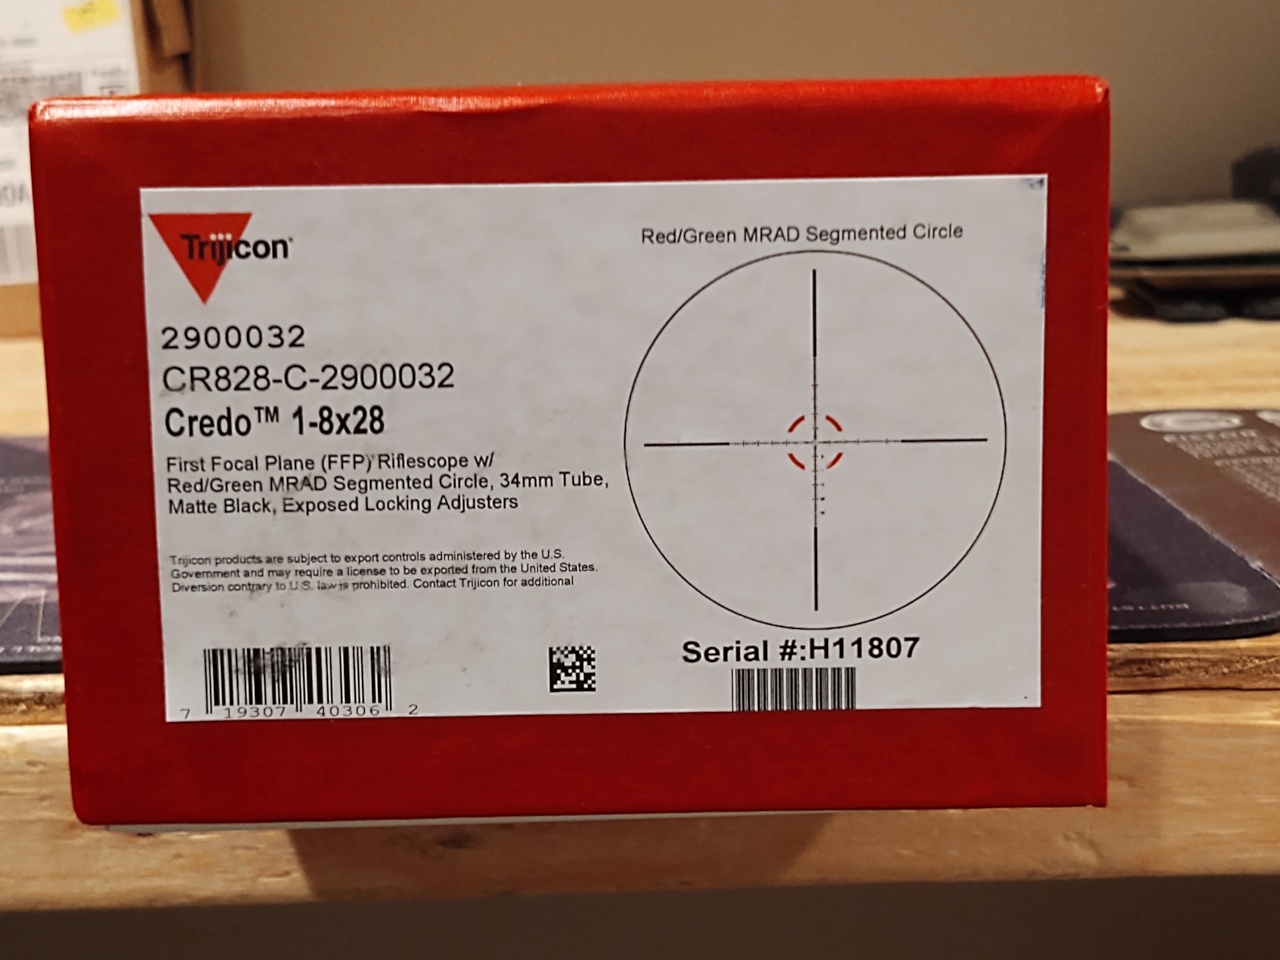 Trijicon
2900032
CR828-C-2900032
Credo™ 1-8x28
First Focal Plane (FFP) Riflescope w/
Red/Green MRAD Segmented Circle, 34mm Tube,
Matte Black, Exposed Locking Adjusters
Trijicon products are subject to export controls administered by the U.S.
Government and may require a license to be exported from the United States.
Diversion contrary to U.S. law is prohibited. Contact Trijicon for additional
7 19307 40306 2
Red/Green MRAD Segmented Circle
Serial #:H11807